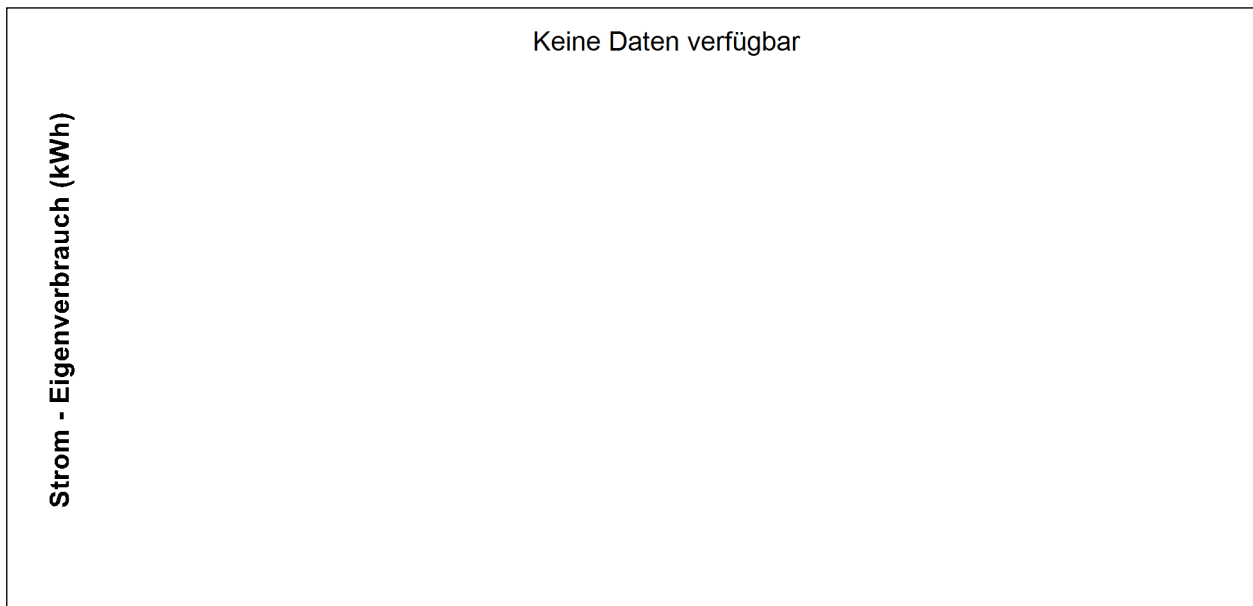 Keine Daten verfügbar
Strom - Eigenverbrauch (kWh)